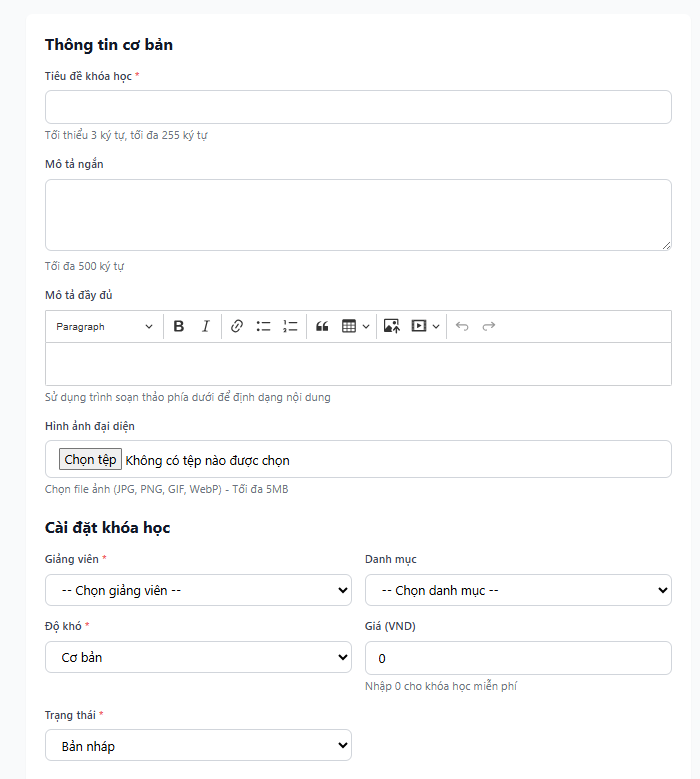 Thông tin cơ bản
Tiêu đề khóa học *
Tối thiểu 3 ký tự, tối đa 255 ký tự
Mô tả ngắn
Tối đa 500 ký tự
Mô tả đầy đủ
Paragraph B I
Sử dụng trình soạn thảo phía dưới để định dạng nội dung
Hình ảnh đại diện
Chọn tệp Không có tệp nào được chọn
Chọn file ảnh (JPG, PNG, GIF, WebP) - Tối đa 5MB
Cài đặt khóa học
Giảng viên * Danh mục
-- Chọn giảng viên -- -- Chọn danh mục --
Độ khó * Giá (VND)
Cơ bản 0
Nhập 0 cho khóa học miễn phí
Trạng thái *
Bản nháp